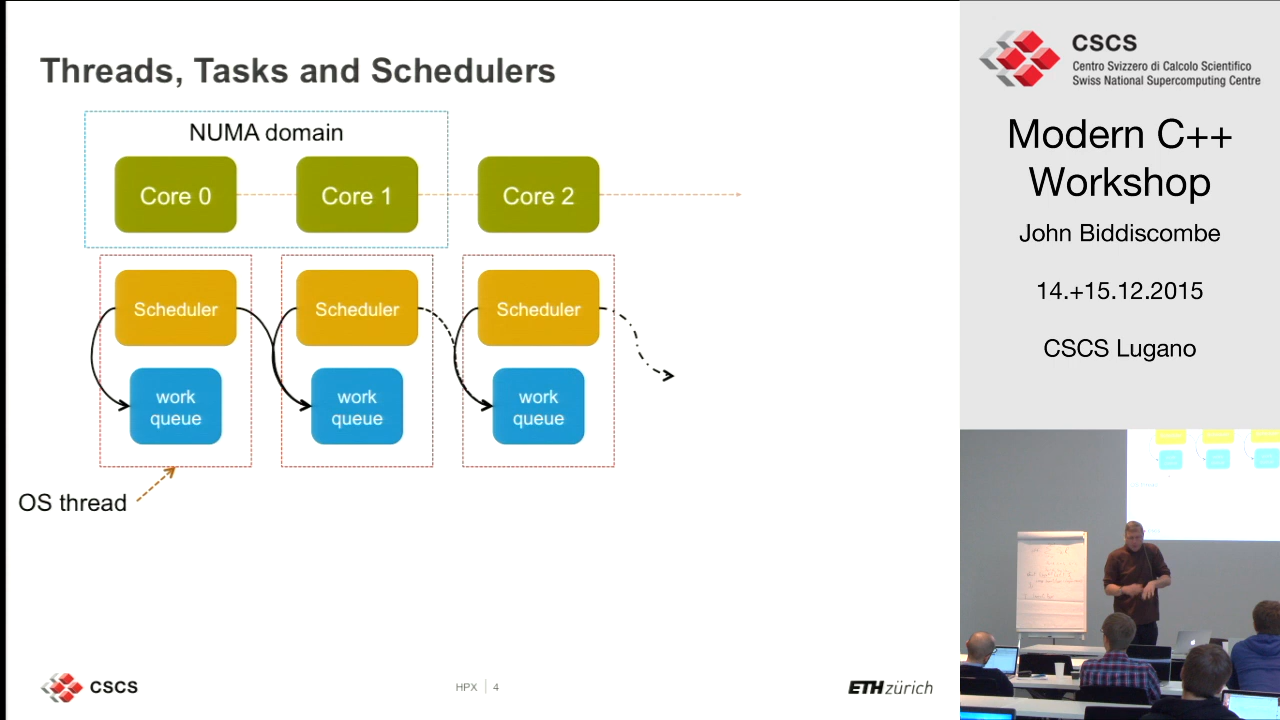 Threads, Tasks and Schedulers
NUMA domain
Core 0
Core 1
Core 2
Scheduler
Scheduler
Scheduler
work
queue
work
queue
work
queue
OS thread
CSCS
HPX
4
ETH zürich
CSCS
Centro Svizzero di Calcolo Scientifico
Swiss National Supercomputing Centre
Modern C++
Workshop
John Biddiscombe
14.+15.12.2015
CSCS Lugano